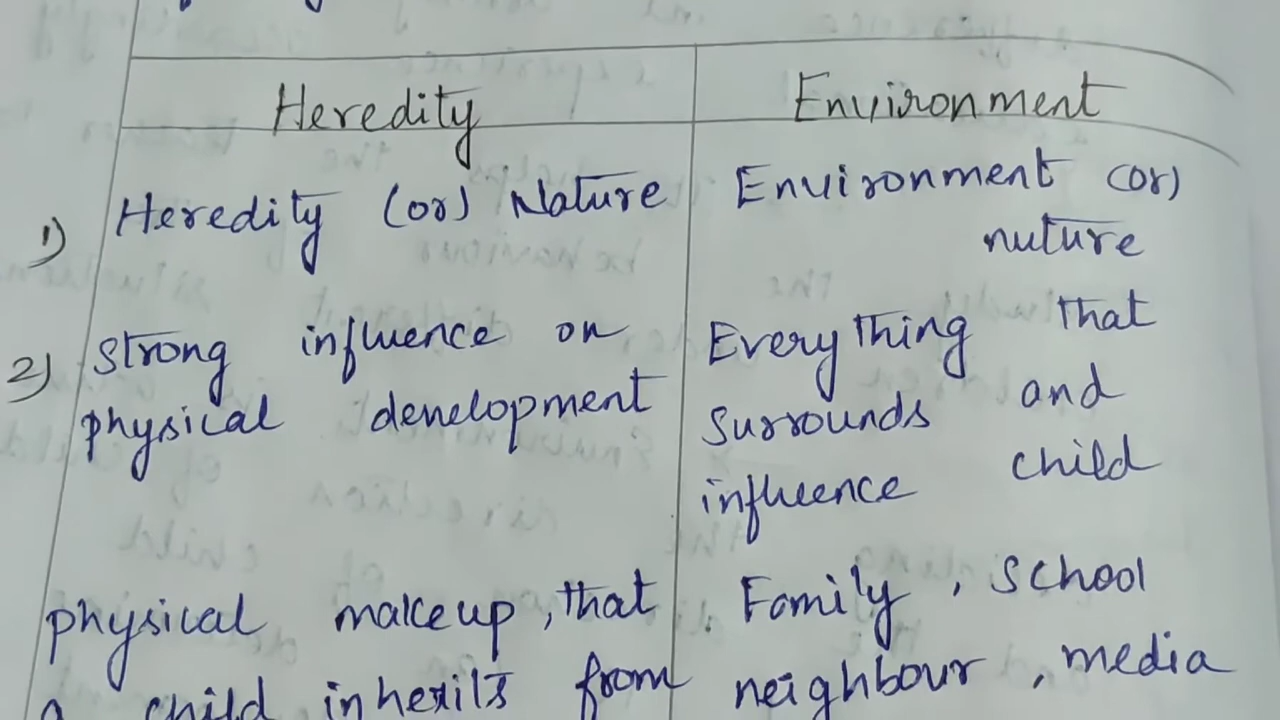 Heredity
Environment
1) Heredity (or) Nature
Environment (or)
nuture
2) Strong influence on
physical development
Everything that
surrounds and
influence child
physical makeup, that
a child inherits from
Family, school
neighbour, media